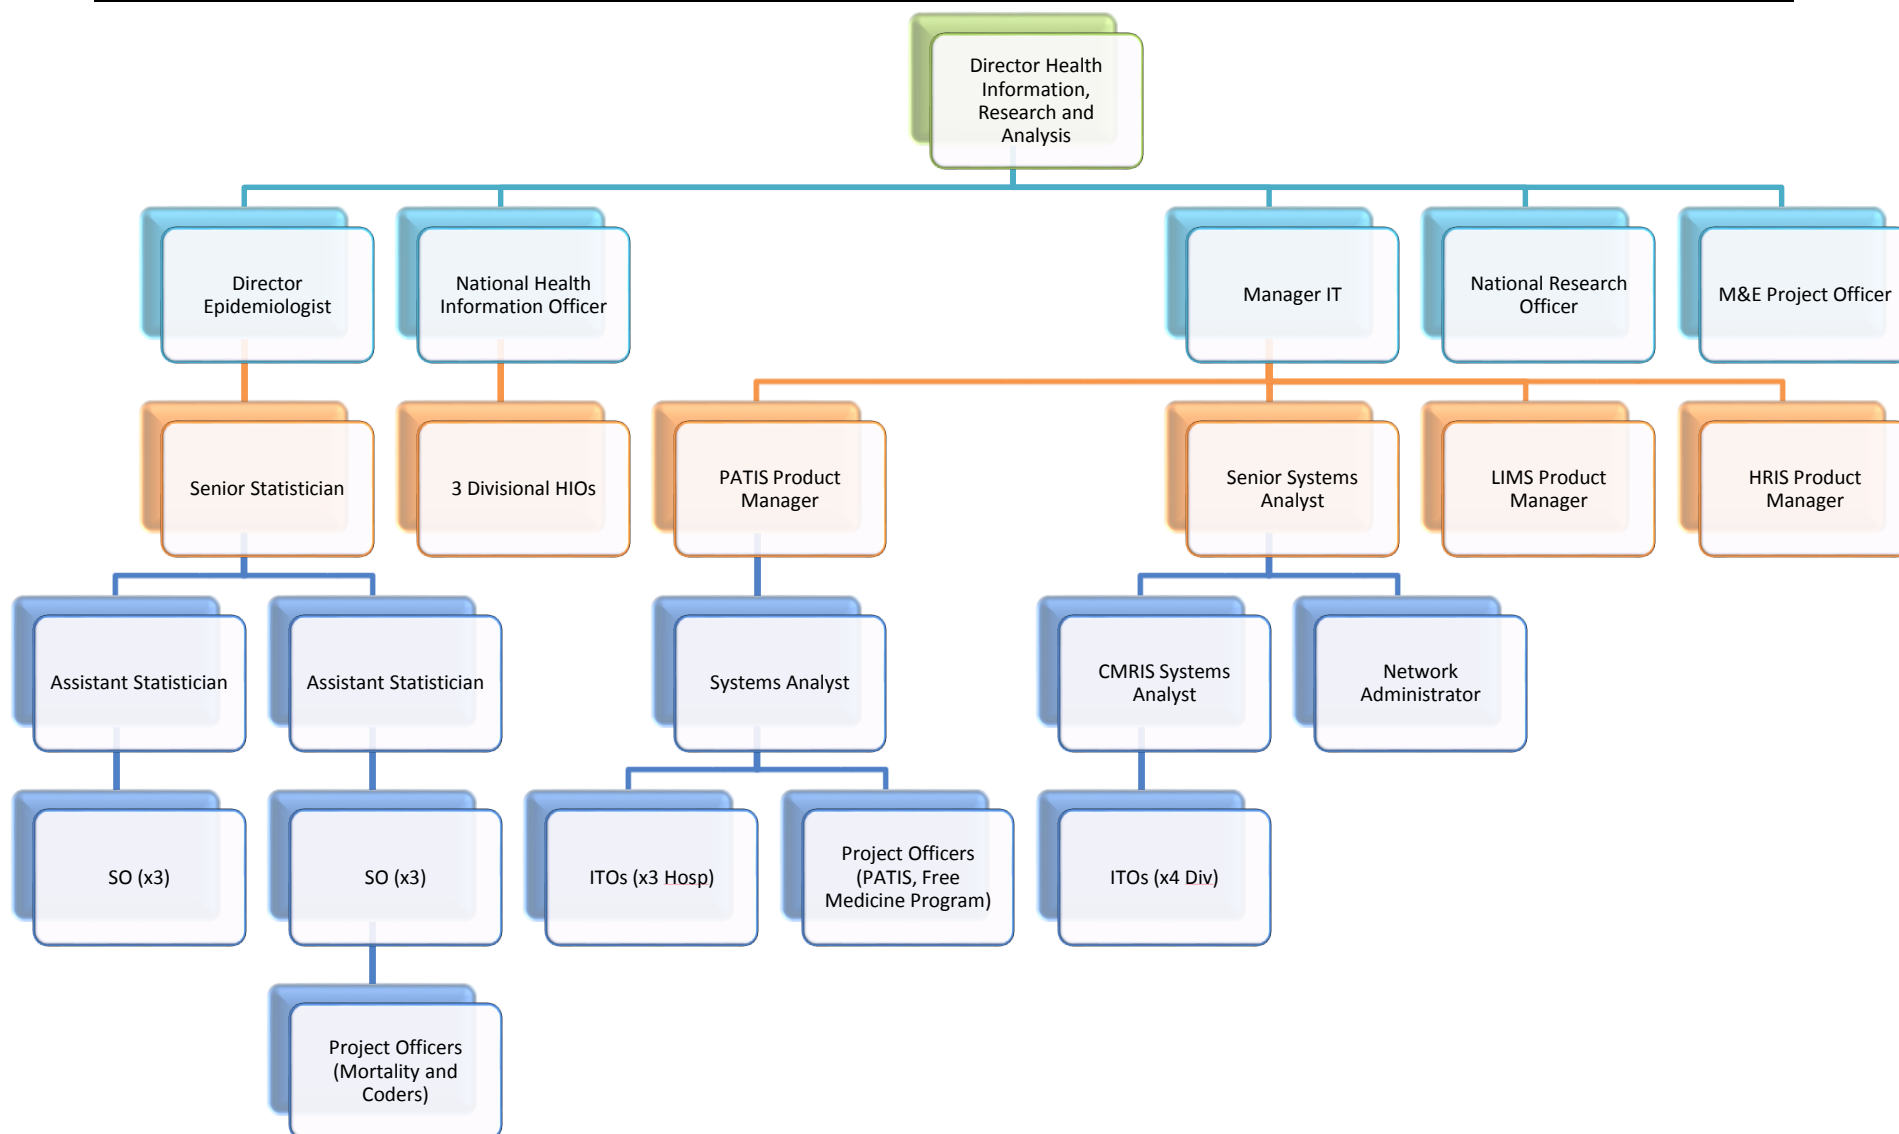 Director Health
Information,
Research and
Analysis
Director
Epidemiologist
National Health
Information Officer
Manager IT
National Research
Officer
M&E Project Officer
Senior Statistician
3 Divisional HIOs
PATIS Product
Manager
Senior Systems
Analyst
LIMS Product
Manager
HRIS Product
Manager
Assistant Statistician
Assistant Statistician
Systems Analyst
CMRIS Systems
Analyst
Network
Administrator
SO (x3)
SO (x3)
ITOs (x3 Hosp)
Project Officers
(PATIS, Free
Medicine Program)
ITOs (x4 Div)
Project Officers
(Mortality and
Coders)